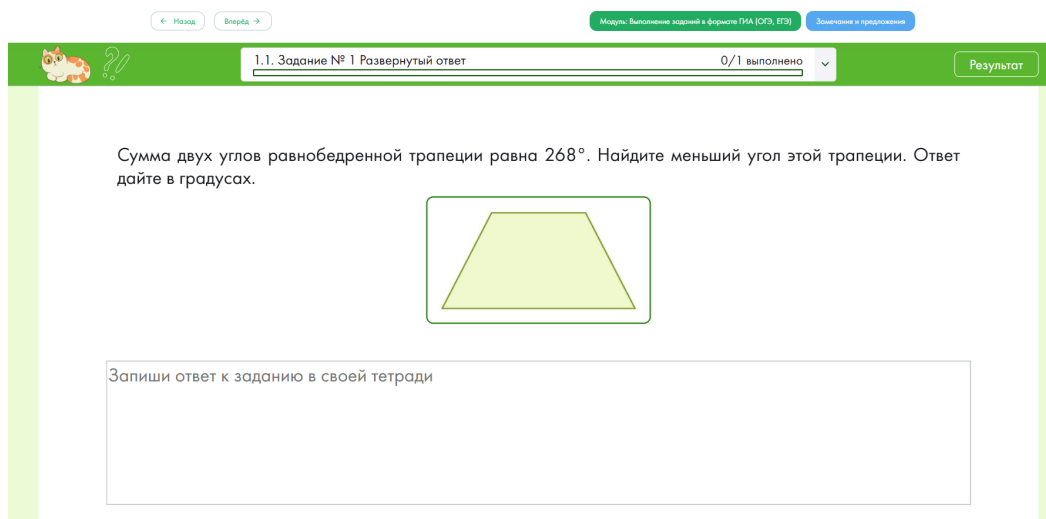 ← Назад
Вперёд →
Модуль: Выполнение заданий в формате ГИА (ОГЭ, ЕГЭ)
Замечания и предложения
1.1. Задание № 1 Развернутый ответ
0/1 выполнено
Результат
Сумма двух углов равнобедренной трапеции равна 268°. Найдите меньший угол этой трапеции. Ответ
дайте в градусах.
Запиши ответ к заданию в своей тетради